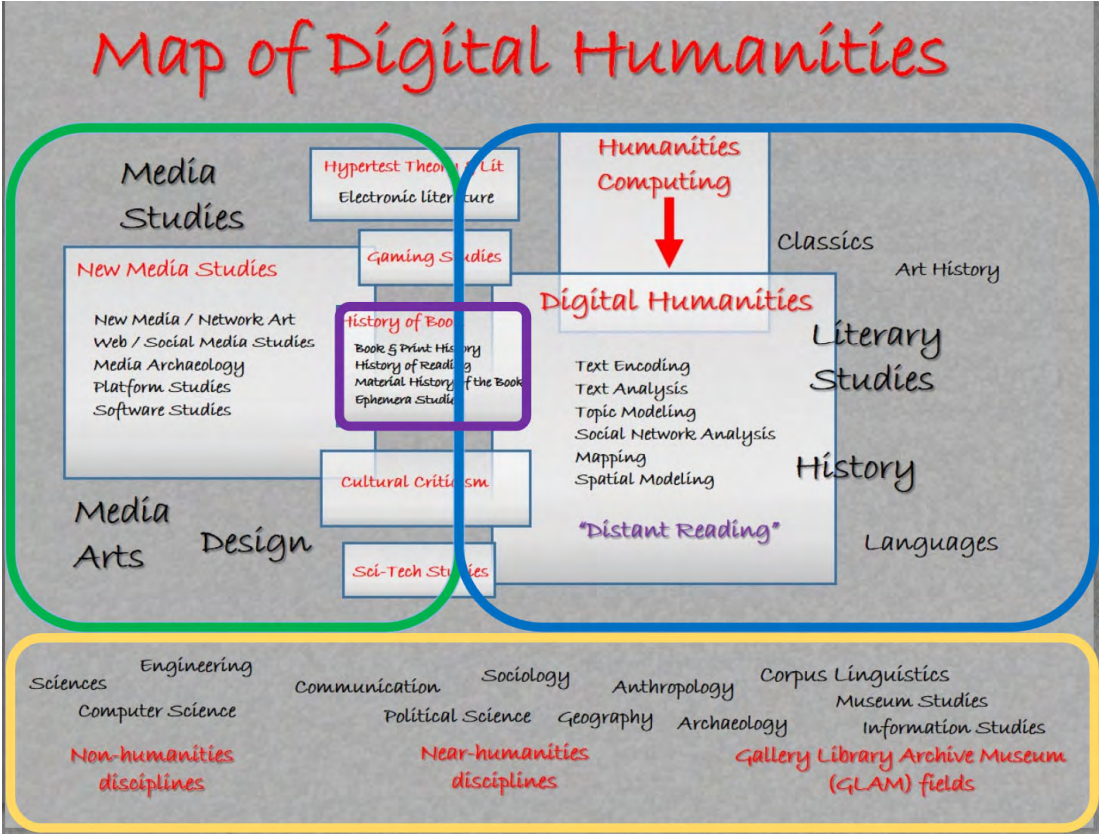 Map of Digital Humanities
Media
Studies
Hypertest Theory & Lit
Electronic literature
Gaming Studies
New Media Studies
New Media / Network Art
Web / Social Media Studies
Media Archaeology
Platform Studies
Software Studies
History of Book
Book & Print History
History of Reading
Material History of the Book
Ephemera Studies
Cultural Criticism
Sci-Tech Studies
Media
Arts
Design
Humanities
Computing
Digital Humanities
Text Encoding
Text Analysis
Topic Modeling
Social Network Analysis
Mapping
Spatial Modeling
"Distant Reading"
Classics
Art History
Literary
Studies
History
Languages
Sciences
Engineering
Computer Science
Non-humanities
disciplines
Communication
Sociology
Anthropology
Political Science
Geography
Archaeology
Near-humanities
disciplines
Corpus Linguistics
Museum Studies
Information Studies
Gallery Library Archive Museum
(GLAM) fields